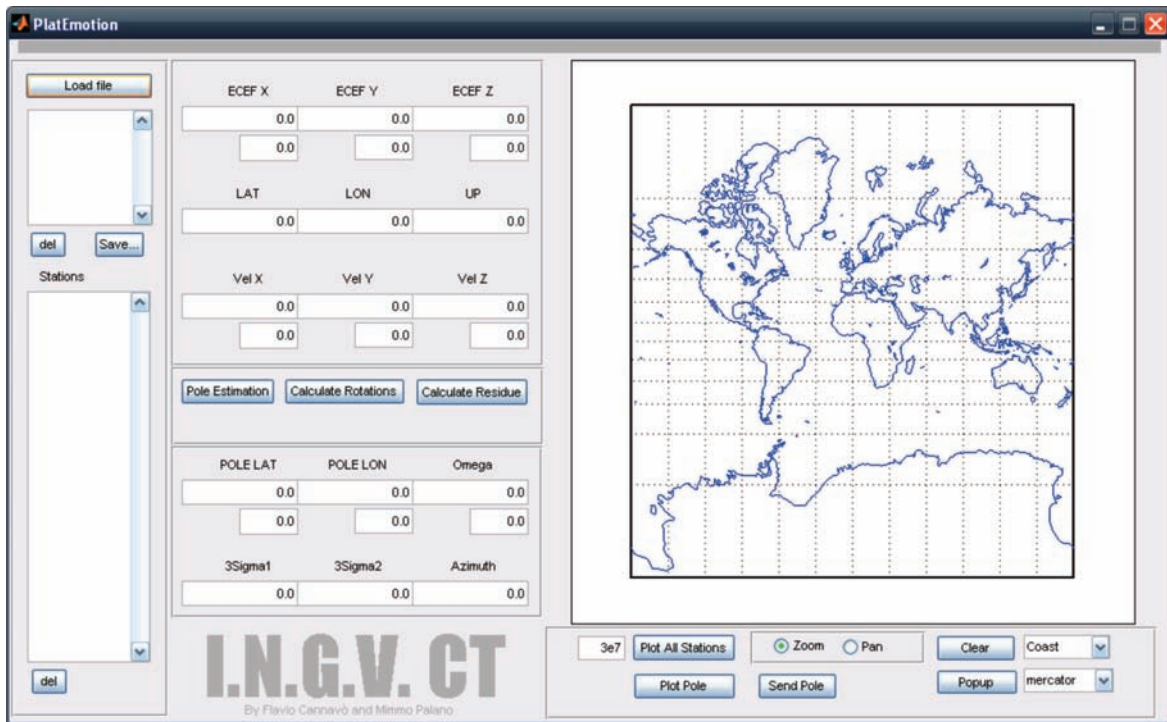 PlatEmotion
Load file
del Save...
Stations
del
ECEF X ECEF Y ECEF Z
0.0 0.0 0.0
0.0 0.0 0.0
LAT LON UP
0.0 0.0 0.0
Vel X Vel Y Vel Z
0.0 0.0 0.0
0.0 0.0 0.0
Pole Estimation Calculate Rotations Calculate Residue
POLE LAT POLE LON Omega
0.0 0.0 0.0
0.0 0.0 0.0
3Sigma1 3Sigma2 Azimuth
0.0 0.0 0.0
I.N.G.V. CT
By Flavio Cannavò and Mimmo Palano
3e7 Plot All Stations Zoom Pan Clear Coast
Plot Pole Send Pole Popup mercator